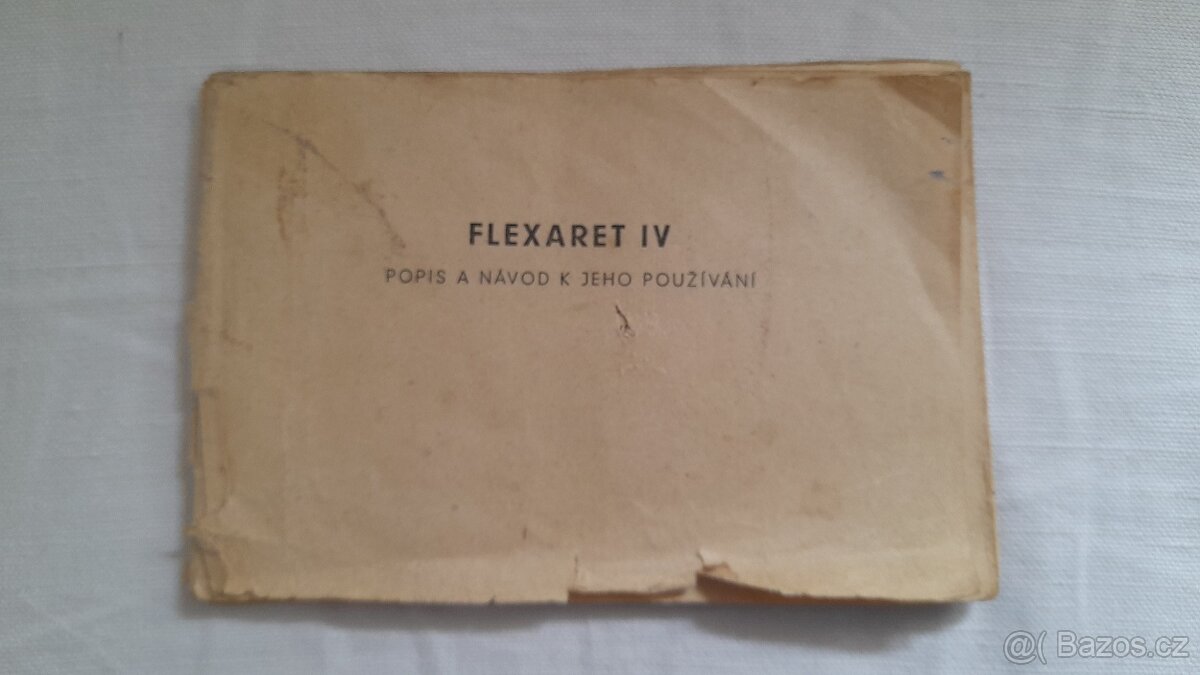 FLEXARET IV
POPIS A NÁVOD K JEHO POUŽÍVÁNÍ
@( Bazos.cz